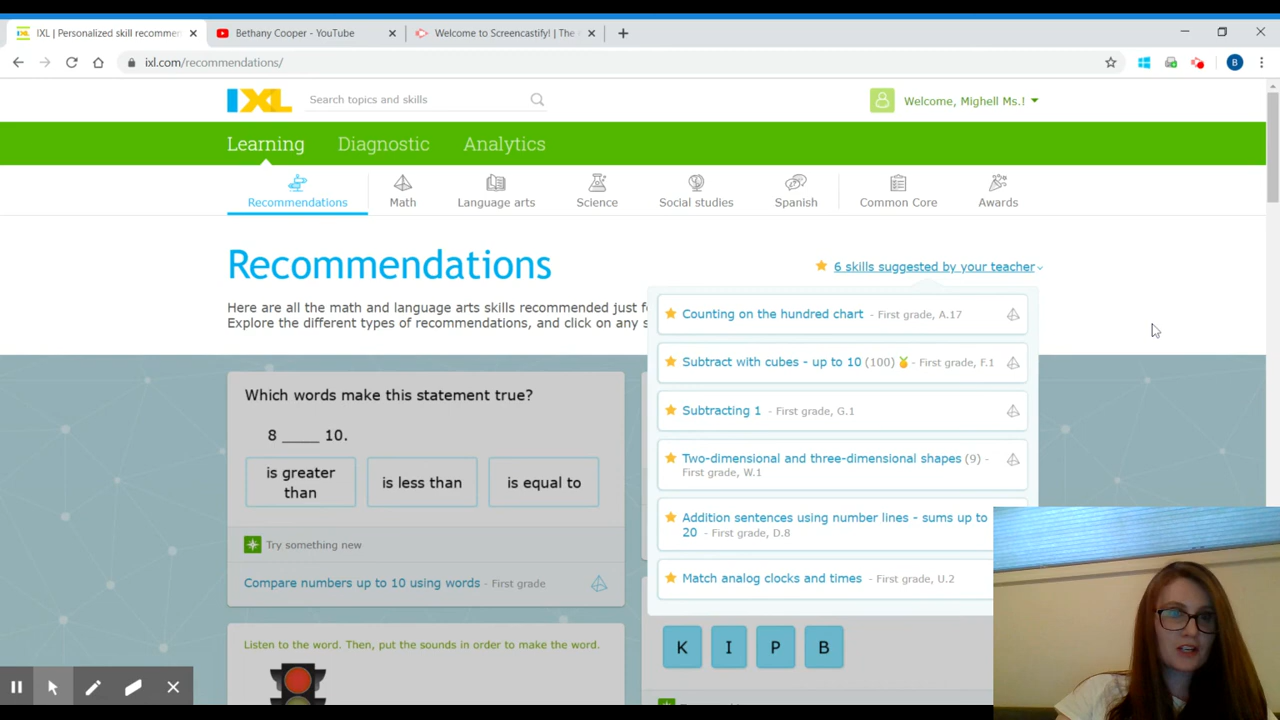 IXL | Personalized skill recommen
Bethany Cooper - YouTube
Welcome to Screencastify! | The
ixl.com/recommendations/
B
IXL
Search topics and skills
Welcome, Mighell Ms.!
Learning
Diagnostic
Analytics
Recommendations
Math
Language arts
Science
Social studies
Spanish
Common Core
Awards
Recommendations
6 skills suggested by your teacher
Here are all the math and language arts skills recommended just f
Explore the different types of recommendations, and click on any s
Counting on the hundred chart - First grade, A.17
Subtract with cubes - up to 10 (100) - First grade, F.1
Subtracting 1 - First grade, G.1
Two-dimensional and three-dimensional shapes (9) -
First grade, W.1
Addition sentences using number lines - sums up to
20 - First grade, D.8
Match analog clocks and times - First grade, U.2
Which words make this statement true?
8 ____ 10.
is greater
than
is less than
is equal to
Try something new
Compare numbers up to 10 using words - First grade
Listen to the word. Then, put the sounds in order to make the word.
K
I
P
B